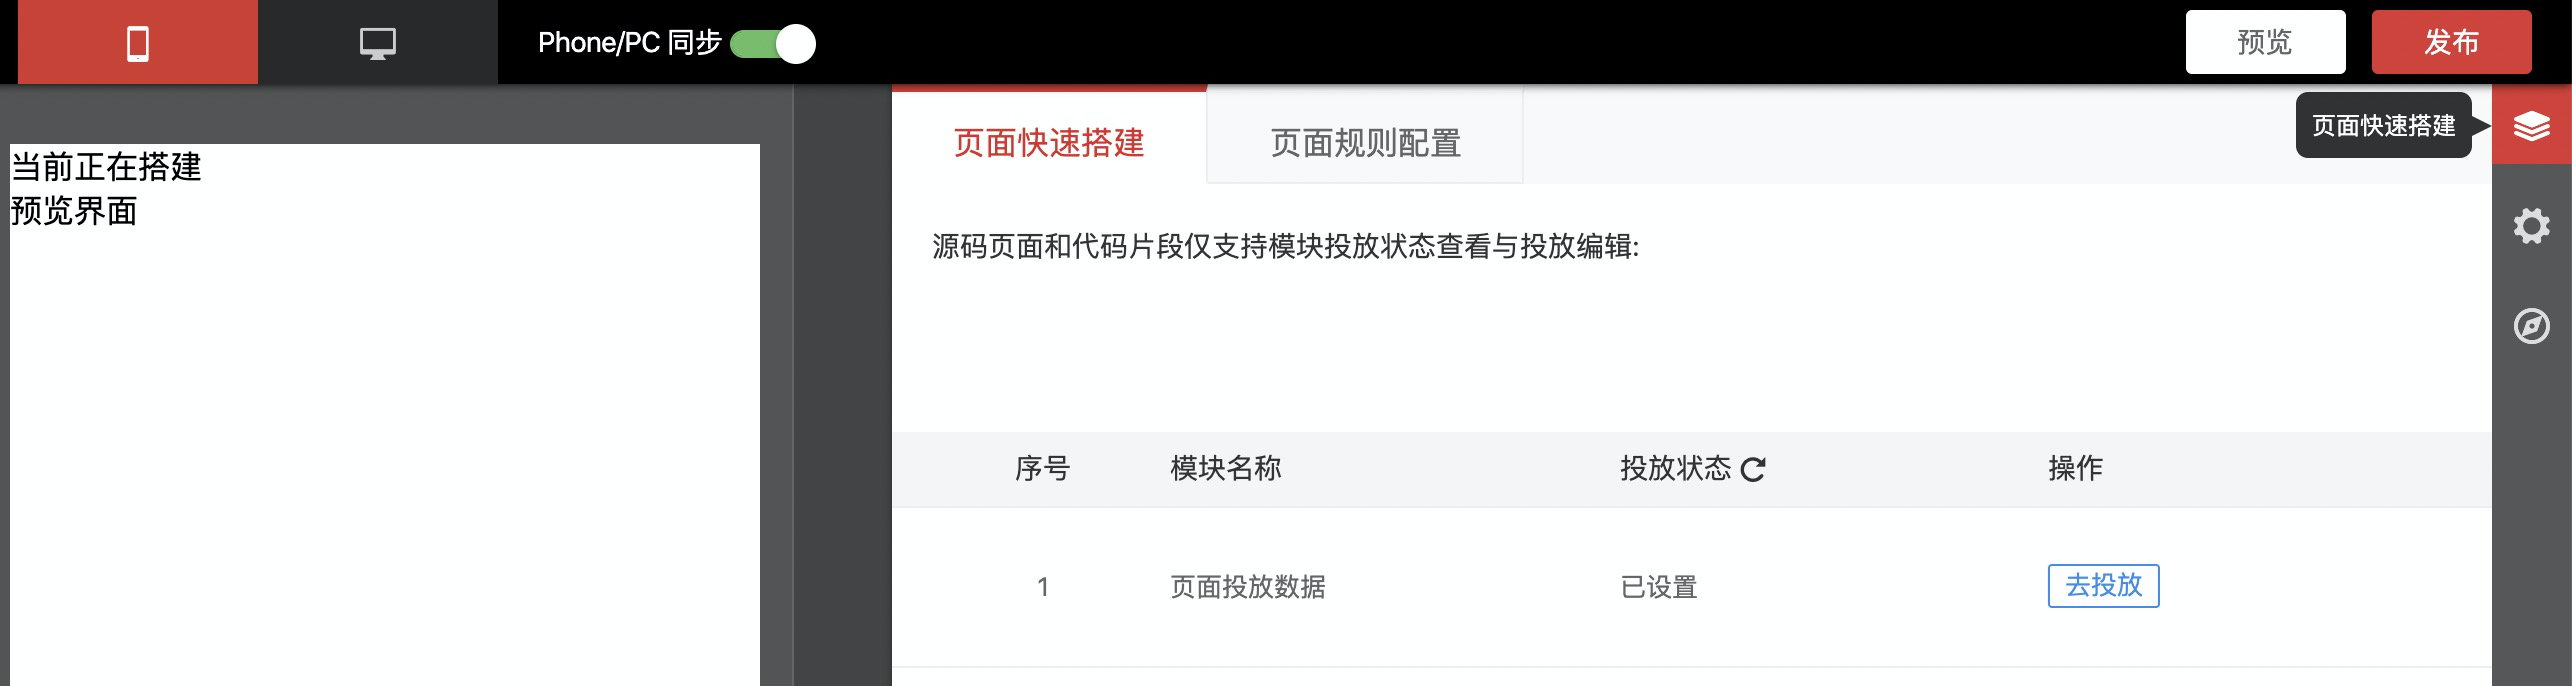 Phone/PC 同步
预览
发布
当前正在搭建
预览界面
页面快速搭建
页面规则配置
页面快速搭建
源码页面和代码片段仅支持模块投放状态查看与投放编辑:
序号 模块名称 投放状态 操作
1 页面投放数据 已设置 去投放